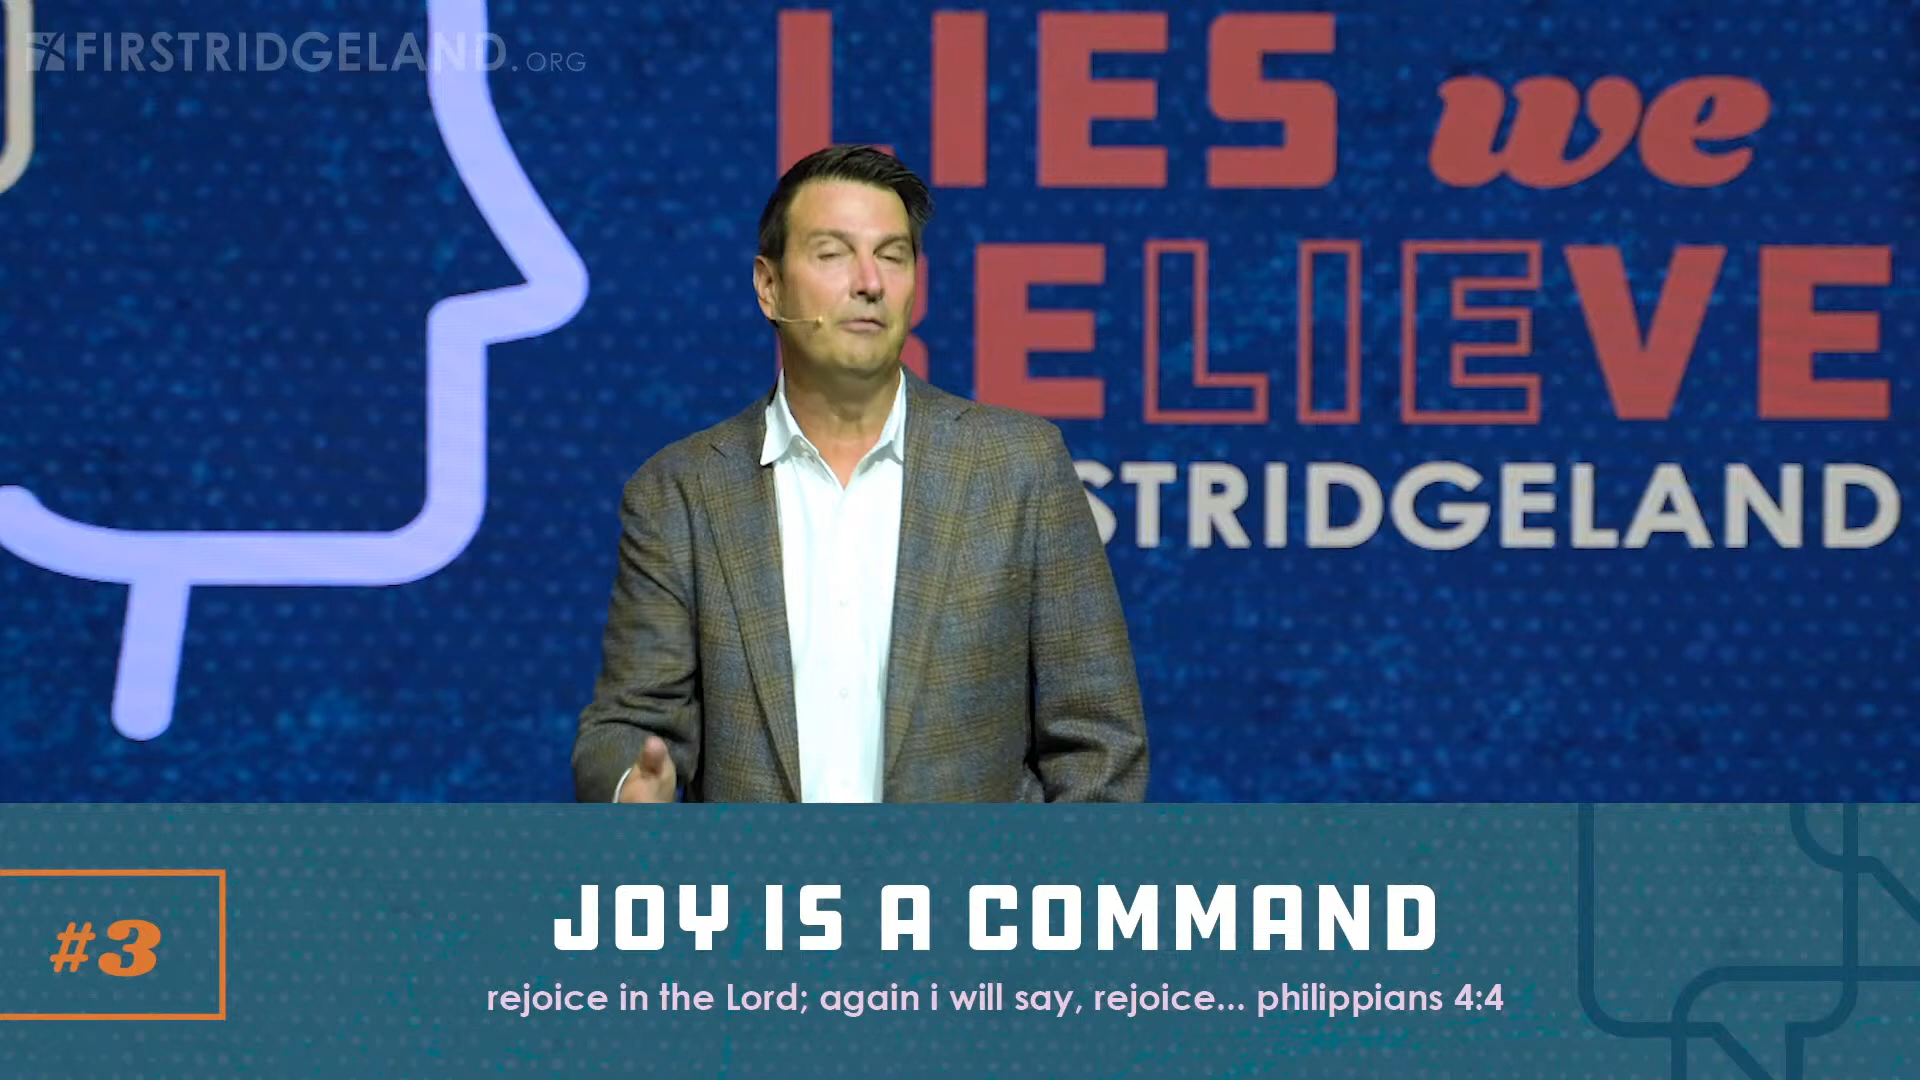 FIRSTRIDGELAND.ORG
LIES we
BELIEVE
STRIDGELAND
#3
JOY IS A COMMAND
rejoice in the Lord; again i will say, rejoice... philippians 4:4